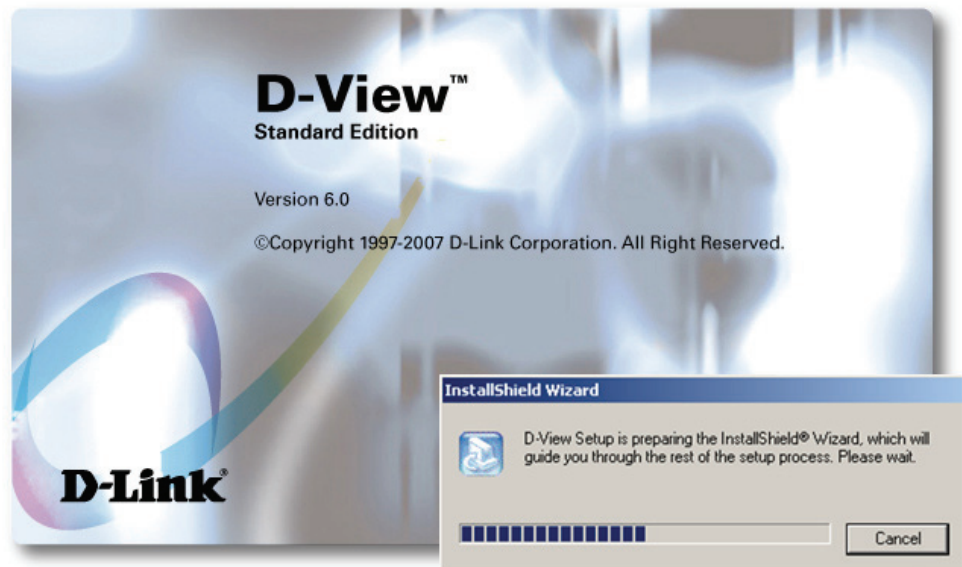 D-View™
Standard Edition
Version 6.0
©Copyright 1997-2007 D-Link Corporation. All Right Reserved.
D-Link®
InstallShield Wizard
D-View Setup is preparing the InstallShield® Wizard, which will
guide you through the rest of the setup process. Please wait.
Cancel